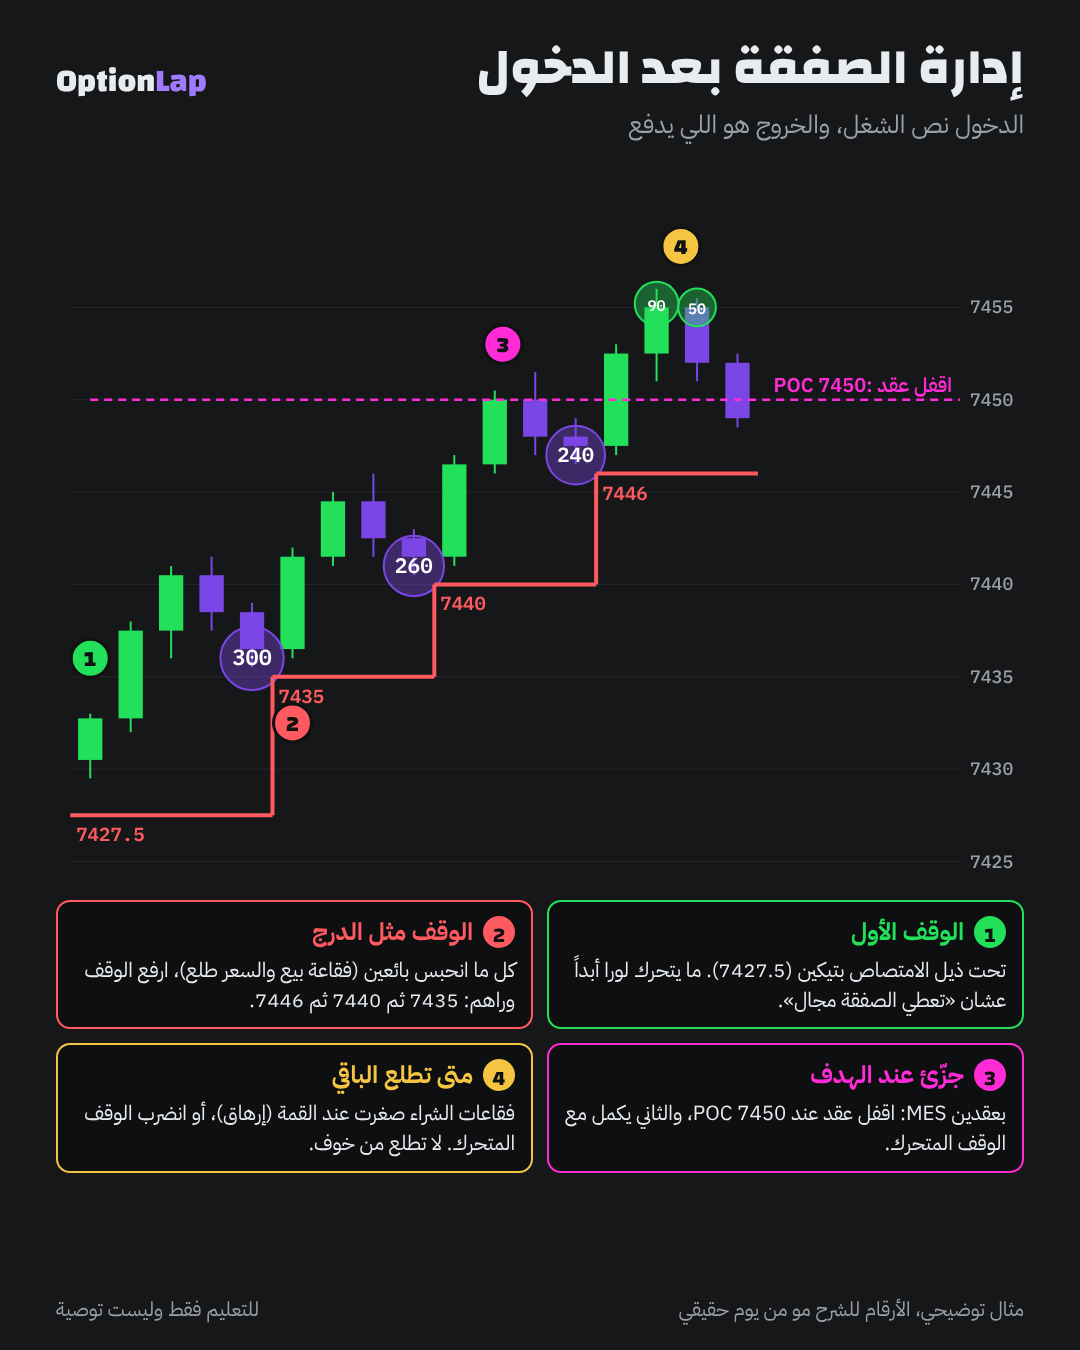 إدارة الصفقة بعد الدخول
OptionLap
الدخول نص الشغل، والخروج هو اللي يدفع
4
90
50
7455
3
اقفل عقد :POC 7450
7450
240
7446
7445
260
7440
7440
1
300
7435
7435
2
7430
7427.5
7425
1 الوقف الأول
تحت ذيل الامتصاص بتيكين (7427.5). ما يتحرك لورا أبداً
عشان «تعطي الصفقة مجال».
2 الوقف مثل الدرج
كل ما انحبس بائعين (فقاعة بيع والسعر طلع)، ارفع الوقف
وراهم: 7435 ثم 7440 ثم 7446.
3 جزّئ عند الهدف
بعقدين MES: اقفل عقد عند POC 7450، والثاني يكمل مع
الوقف المتحرك.
4 متى تطلع الباقي
فقاعات الشراء صغرت عند القمة (إرهاق)، أو انضرب الوقف
المتحرك. لا تطلع من خوف.
مثال توضيحي، الأرقام للشرح مو من يوم حقيقي
للتعليم فقط وليست توصية